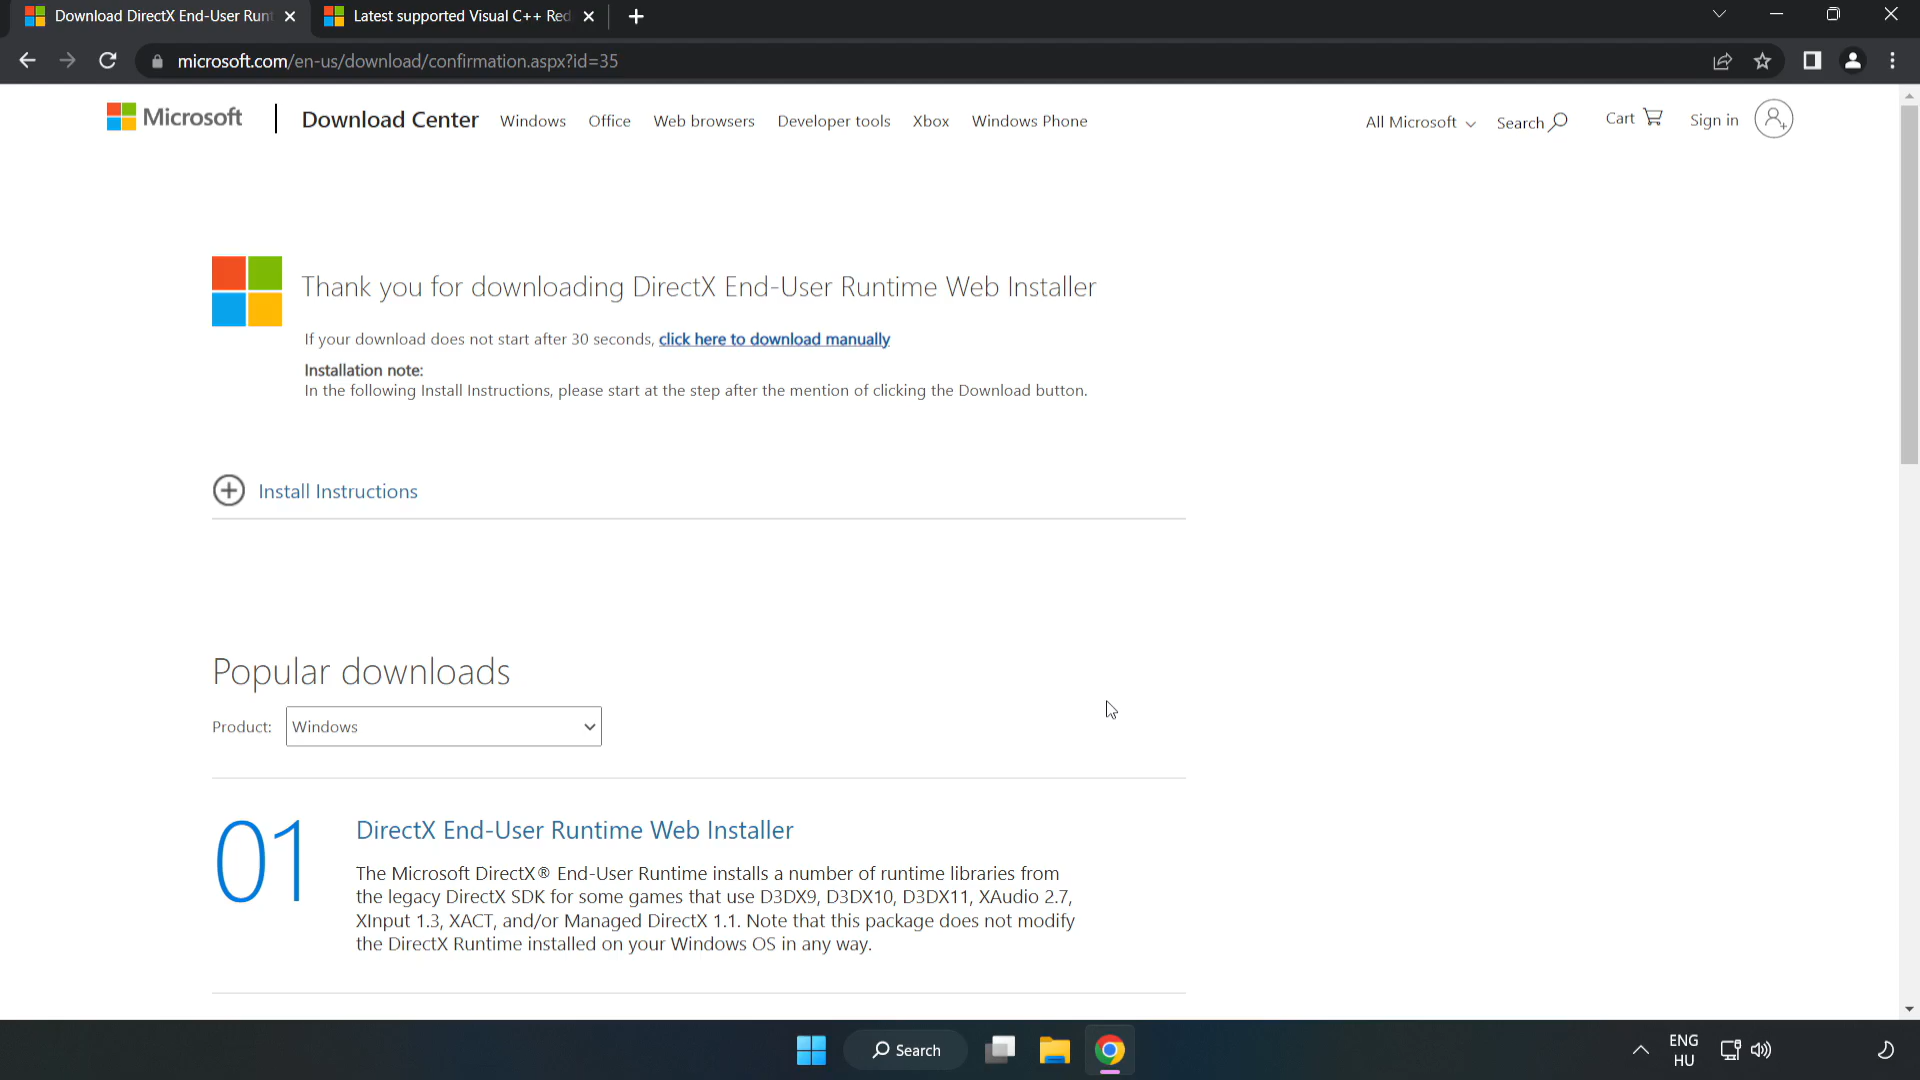 Download DirectX End-User Runt
Latest supported Visual C++ Red
microsoft.com/en-us/download/confirmation.aspx?id=35
Microsoft
Download Center
Windows
Office
Web browsers
Developer tools
Xbox
Windows Phone
All Microsoft
Search
Cart
Sign in
Thank you for downloading DirectX End-User Runtime Web Installer
If your download does not start after 30 seconds, click here to download manually
Installation note:
In the following Install Instructions, please start at the step after the mention of clicking the Download button.
Install Instructions
Popular downloads
Product:
Windows
01
DirectX End-User Runtime Web Installer
The Microsoft DirectX® End-User Runtime installs a number of runtime libraries from
the legacy DirectX SDK for some games that use D3DX9, D3DX10, D3DX11, XAudio 2.7,
XInput 1.3, XACT, and/or Managed DirectX 1.1. Note that this package does not modify
the DirectX Runtime installed on your Windows OS in any way.
Search
ENG
HU